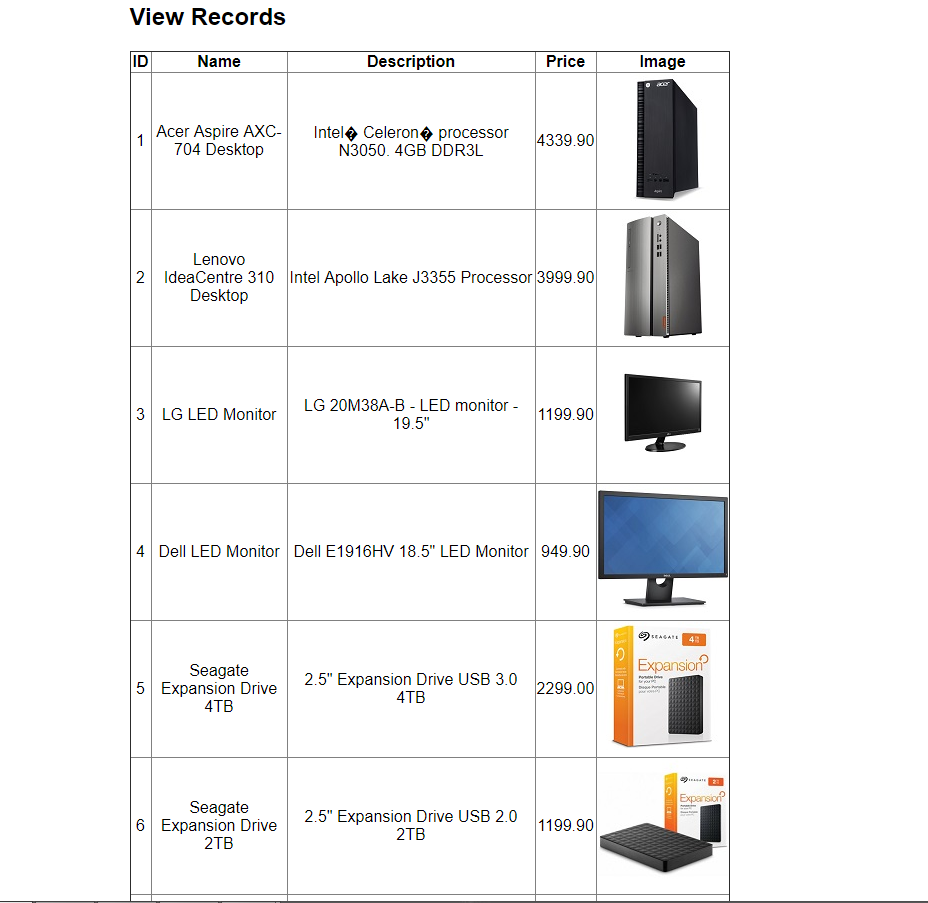 View Records
ID Name Description Price Image
1 Acer Aspire AXC-
704 Desktop
Intel� Celeron� processor
N3050. 4GB DDR3L
4339.90
acer
2 Lenovo
IdeaCentre 310
Desktop
Intel Apollo Lake J3355 Processor
3999.90
3 LG LED Monitor
LG 20M38A-B - LED monitor -
19.5"
1199.90
4 Dell LED Monitor
Dell E1916HV 18.5" LED Monitor
949.90
5 Seagate
Expansion Drive
4TB
2.5" Expansion Drive USB 3.0
4TB
2299.00
SEAGATE
4TB
Expansion
Portable Drive
6 Seagate
Expansion Drive
2TB
2.5" Expansion Drive USB 2.0
2TB
1199.90
SEAGATE
Expansion